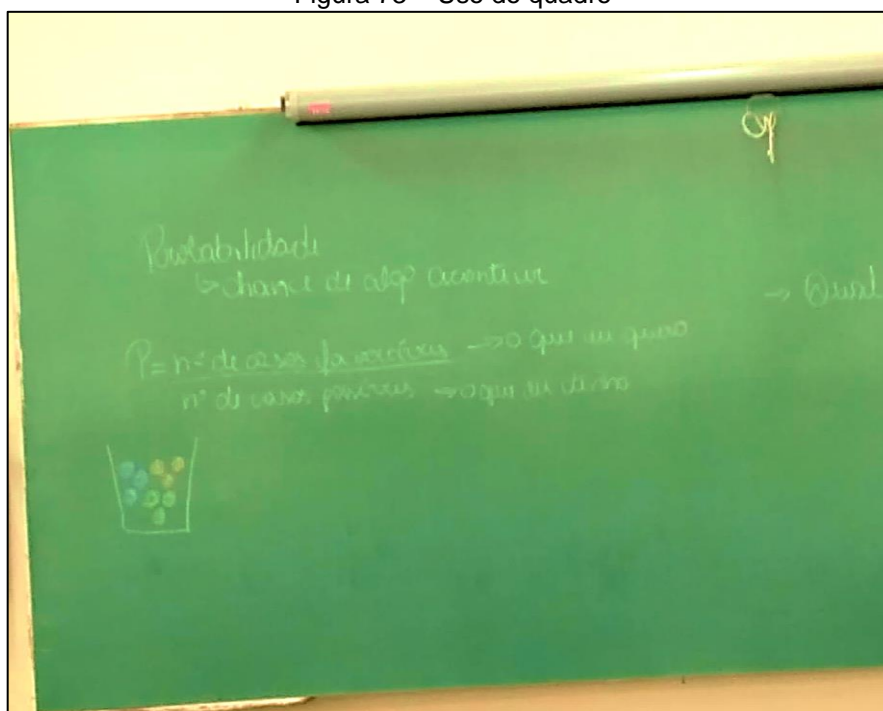 Figura 78 – Uso do quadro
Probabilidade
↳ chance de algo acontecer
→ Qual
P = nº de casos favoráveis → o que eu quero
nº de casos possíveis → o que eu tenho